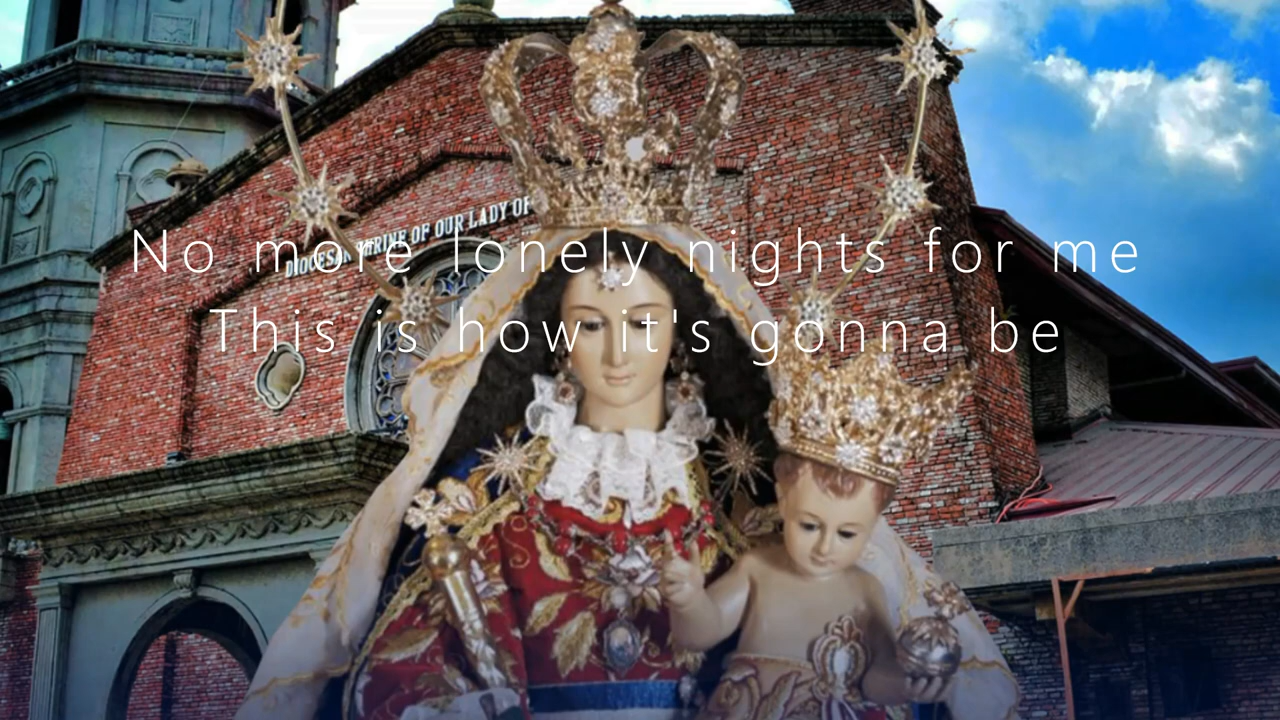 DIOCESAN SHRINE OF OUR LADY OF
No more lonely nights for me
This is how it's gonna be